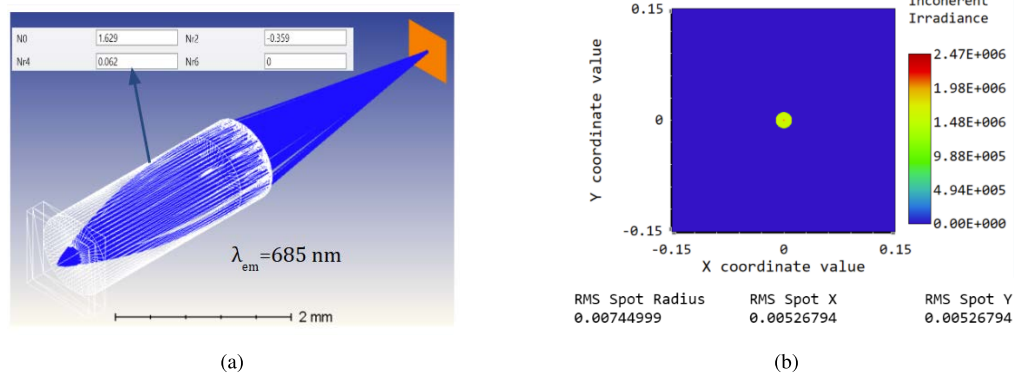 N0 1.629 Nr2 -0.359
Nr4 0.062 Nr6 0
λem=685 nm
2 mm
(a)
Incoherent
Irradiance
0.15
Y coordinate value
0
-0.15
-0.15 0 0.15
X coordinate value
2.47E+006
1.98E+006
1.48E+006
9.88E+005
4.94E+005
0.00E+000
RMS Spot Radius RMS Spot X RMS Spot Y
0.00744999 0.00526794 0.00526794
(b)